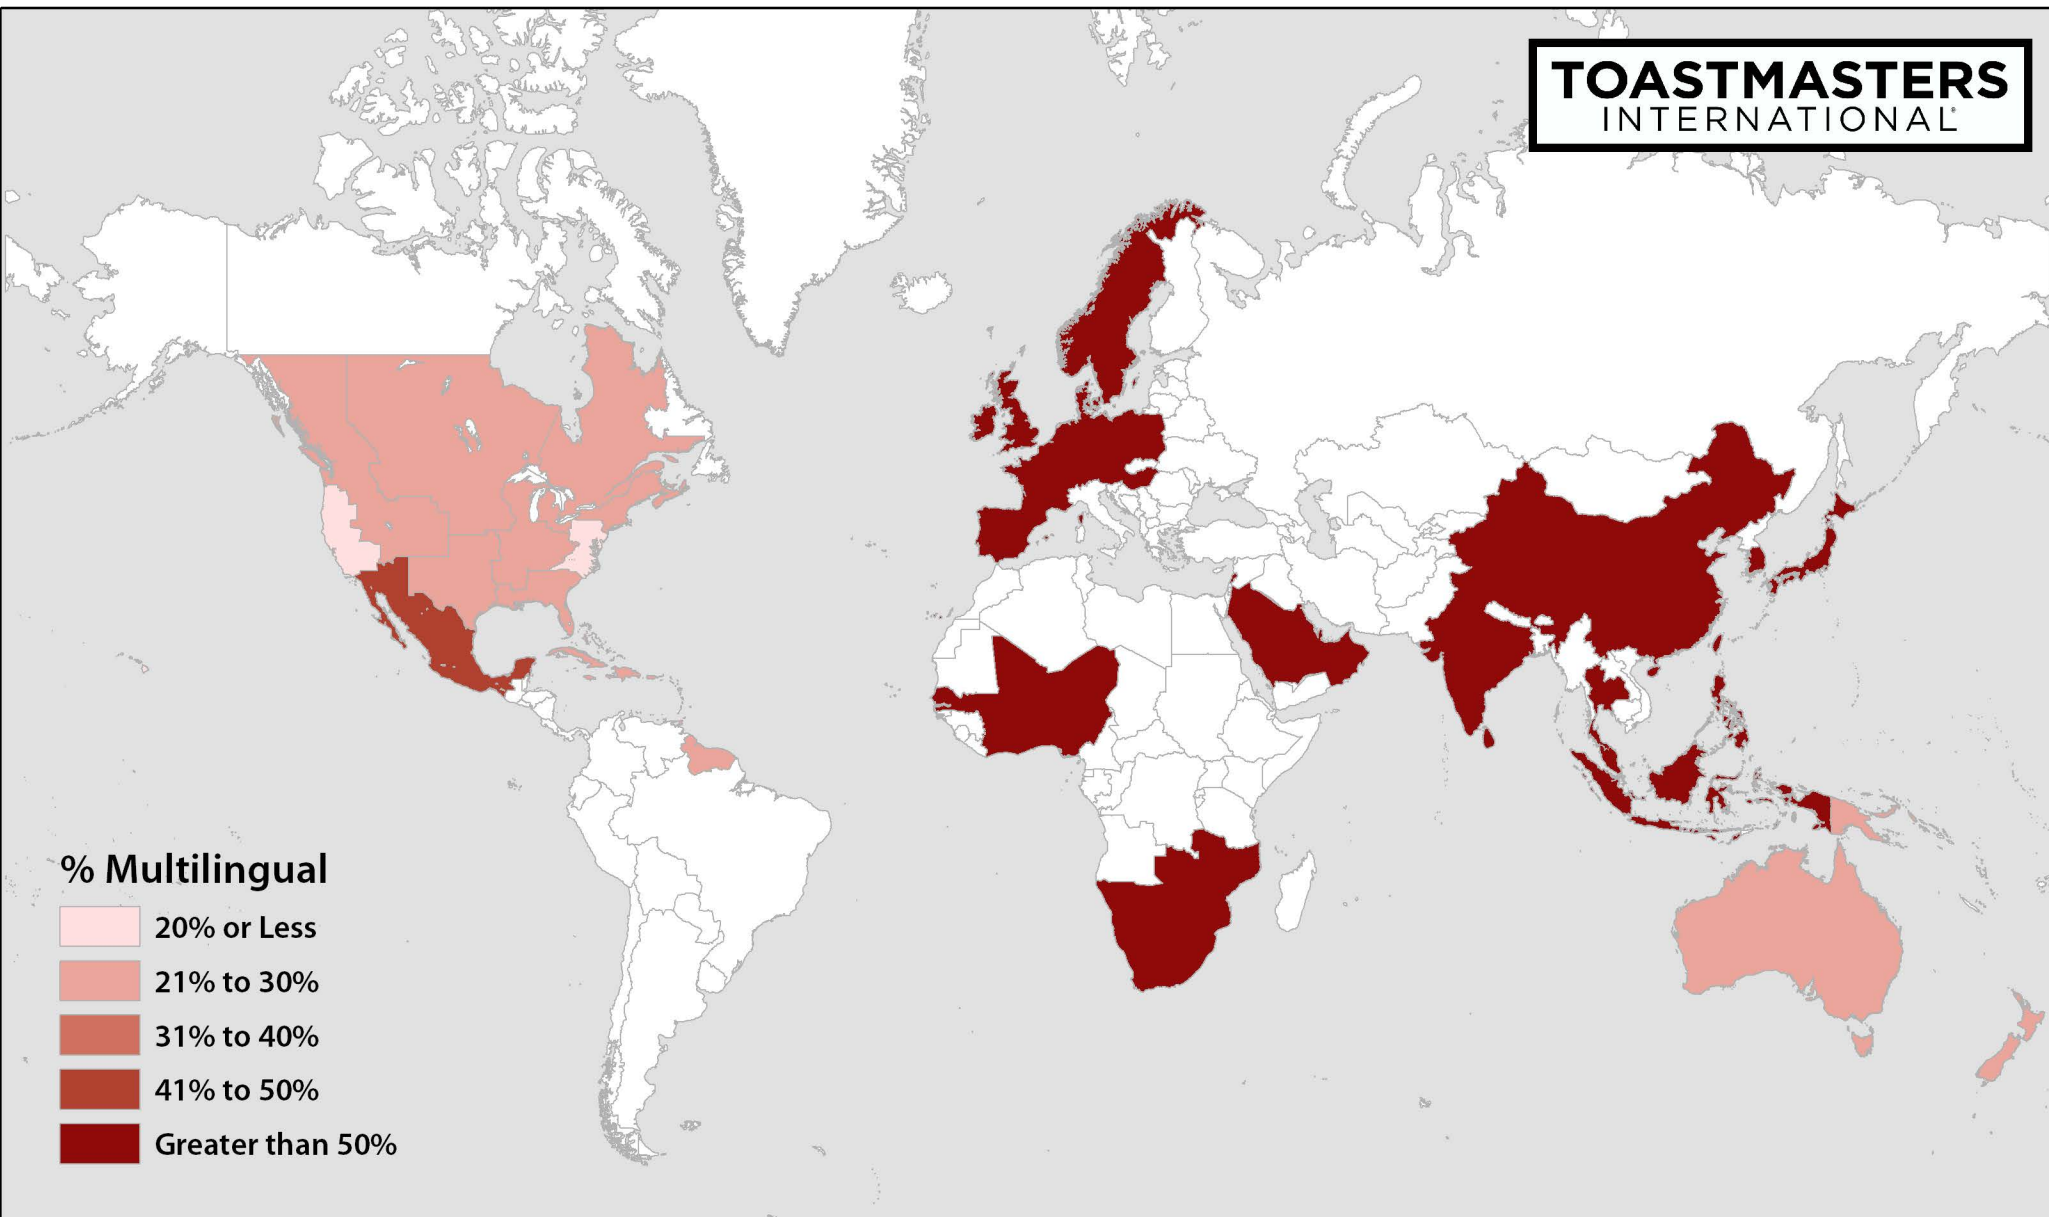 TOASTMASTERS
INTERNATIONAL®
% Multilingual
20% or Less
21% to 30%
31% to 40%
41% to 50%
Greater than 50%